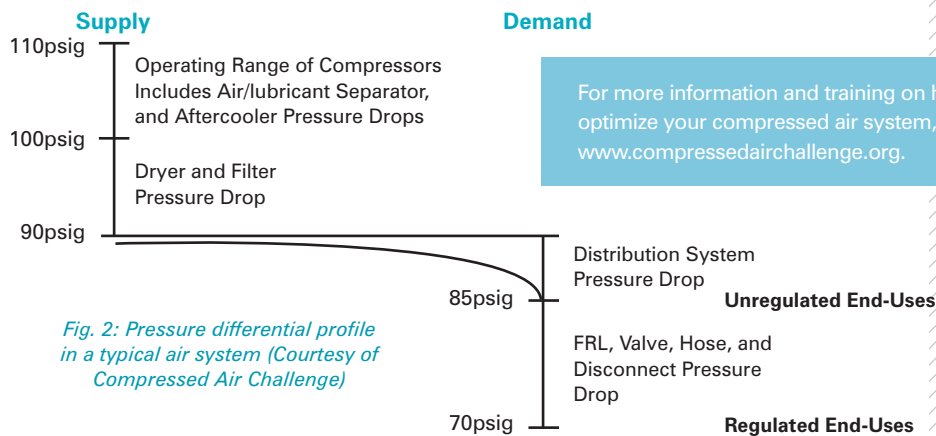 Supply
Demand
110psig
Operating Range of Compressors
Includes Air/lubricant Separator,
and Aftercooler Pressure Drops
100psig
Dryer and Filter
Pressure Drop
90psig
For more information and training on
optimize your compressed air system,
www.compressedairchallenge.org.
Distribution System
Pressure Drop
85psig
Unregulated End-Uses
FRL, Valve, Hose, and
Disconnect Pressure
Drop
70psig
Regulated End-Uses
Fig. 2: Pressure differential profile
in a typical air system (Courtesy of
Compressed Air Challenge)